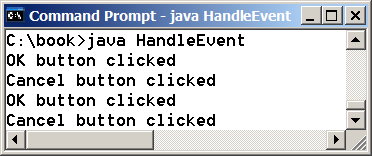 Command Prompt - java HandleEvent
C:\book>java HandleEvent
OK button clicked
Cancel button clicked
OK button clicked
Cancel button clicked